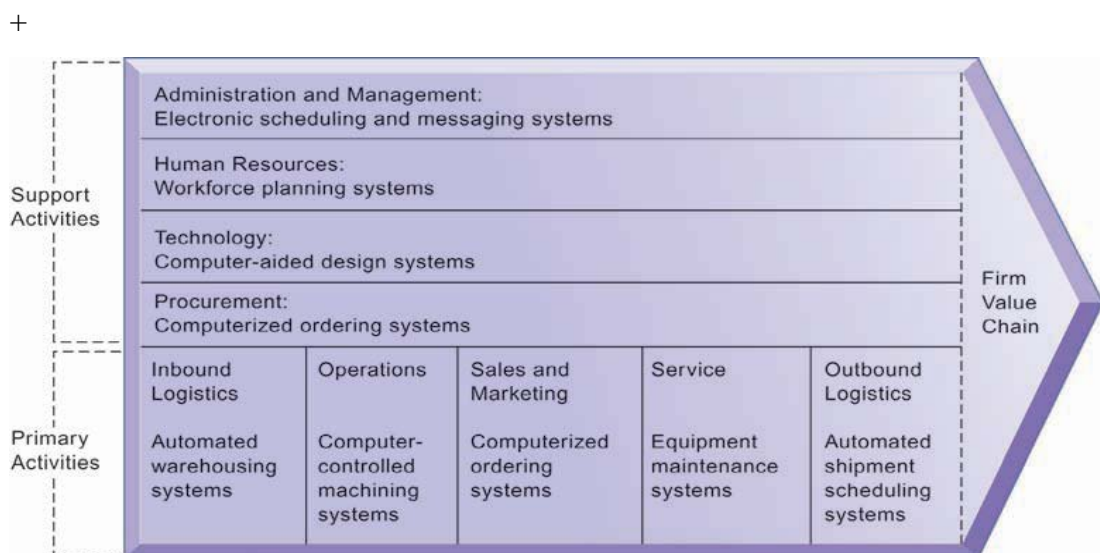 +
Administration and Management:
Electronic scheduling and messaging systems
Human Resources:
Workforce planning systems
Support
Activities
Technology:
Computer-aided design systems
Procurement:
Computerized ordering systems
Firm
Value
Chain
Primary
Activities
Inbound
Logistics
Automated
warehousing
systems
Operations
Computer-
controlled
machining
systems
Sales and
Marketing
Computerized
ordering
systems
Service
Equipment
maintenance
systems
Outbound
Logistics
Automated
shipment
scheduling
systems